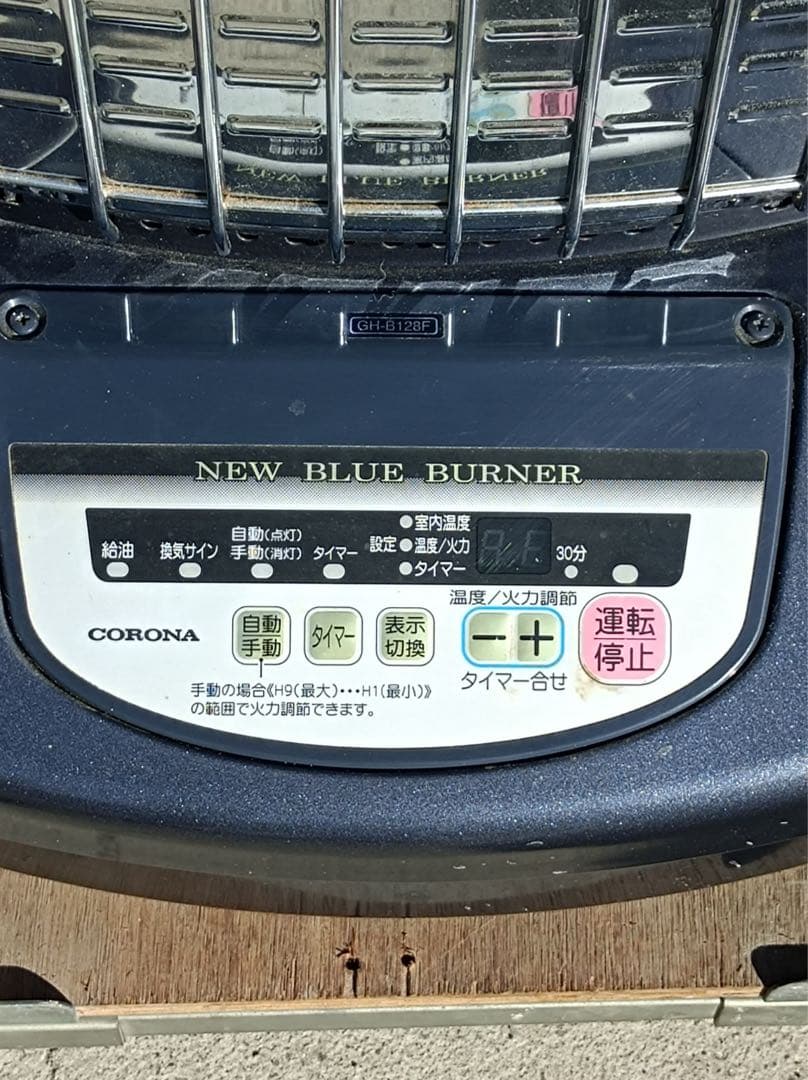 NEW BLUE BURNER
GH-B128F
NEW BLUE BURNER
給油
換気サイン
自動(点灯)
手動(消灯)
タイマー
設定
室内温度
温度/火力
タイマー
30分
温度/火力調節
CORONA
自動
手動
タイマー
表示
切換
− +
運転
停止
タイマー合せ
手動の場合《H9(最大)･･･H1(最小)》
の範囲で火力調節できます。